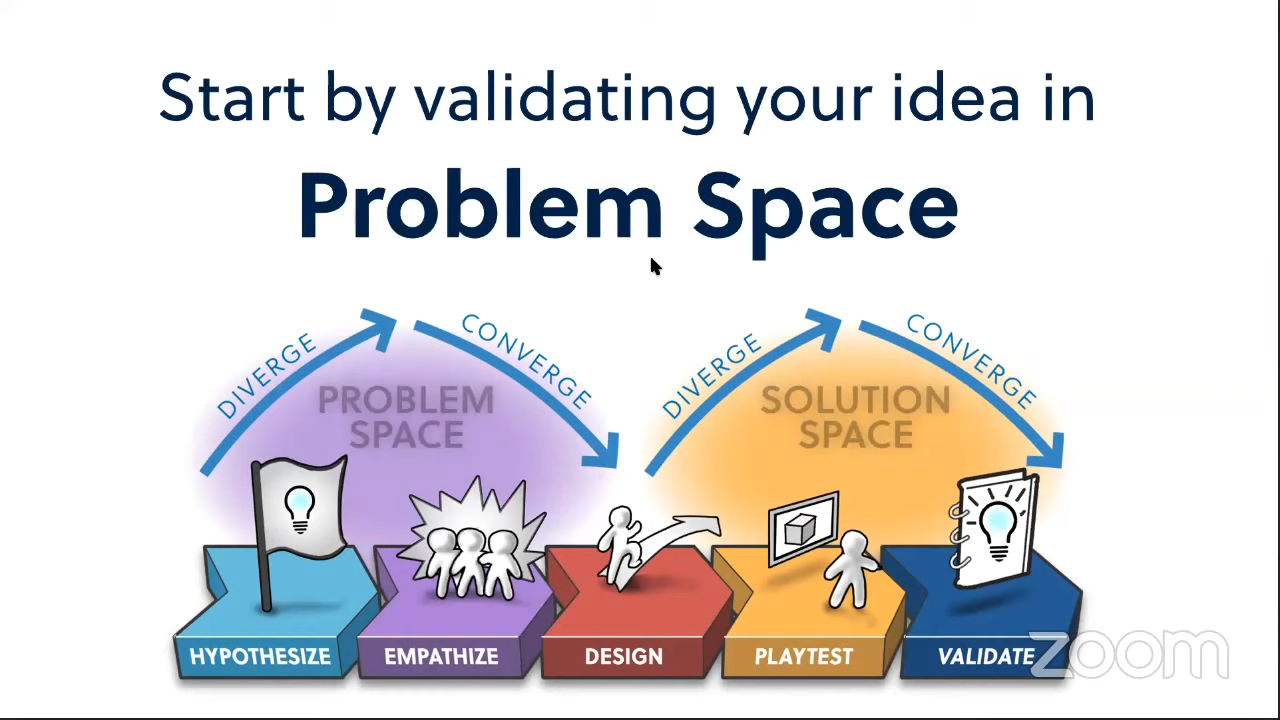 Start by validating your idea in
Problem Space
DIVERGE
CONVERGE
DIVERGE
CONVERGE
PROBLEM
SPACE
SOLUTION
SPACE
HYPOTHESIZE
EMPATHIZE
DESIGN
PLAYTEST
VALIDATE
zoom